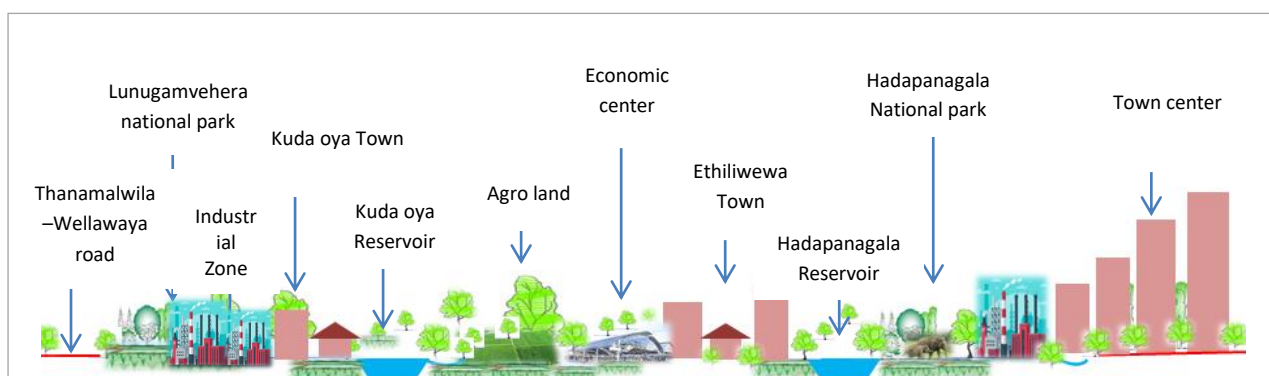 Thanamalwila
–Wellawaya
road
Lunugamvehera
national park
Industr
ial
Zone
Kuda oya Town
Kuda oya
Reservoir
Agro land
Economic
center
Ethiliwewa
Town
Hadapanagala
Reservoir
Hadapanagala
National park
Town center